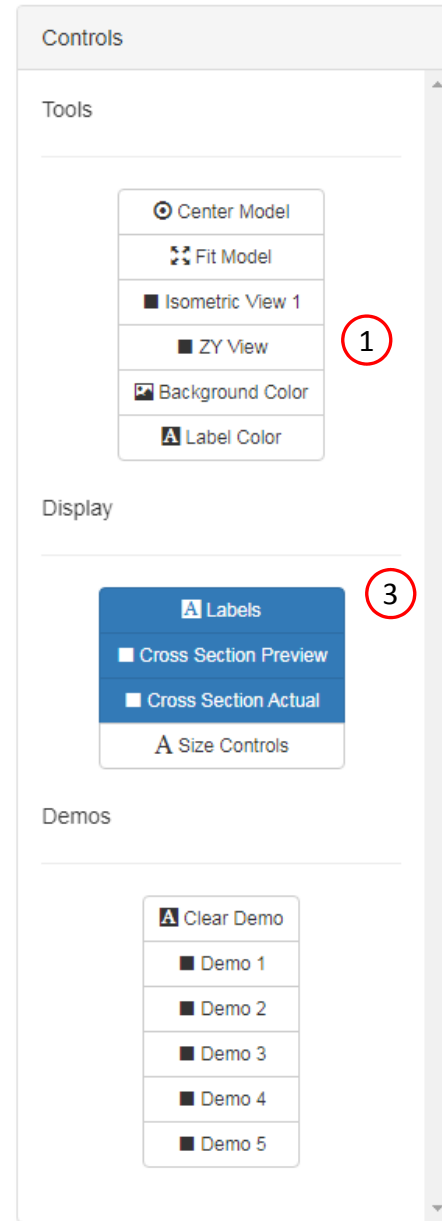 Controls
Tools
Center Model
Fit Model
Isometric View 1
ZY View
1
Background Color
A Label Color
Display
3
A Labels
Cross Section Preview
Cross Section Actual
A Size Controls
Demos
A Clear Demo
Demo 1
Demo 2
Demo 3
Demo 4
Demo 5